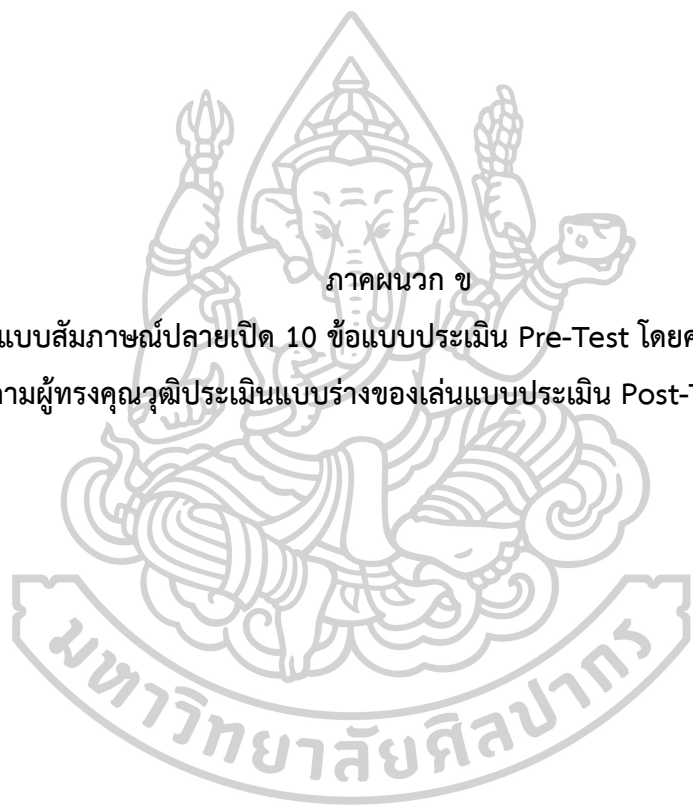 ภาคผนวก ข
แบบสัมภาษณ์ปลายเปิด 10 ข้อแบบประเมิน Pre-Test โดย
ผู้ทรงคุณวุฒิประเมินแบบร่างของเล่นแบบประเมิน Post-
มหาวิทยาลัยศิลปากร